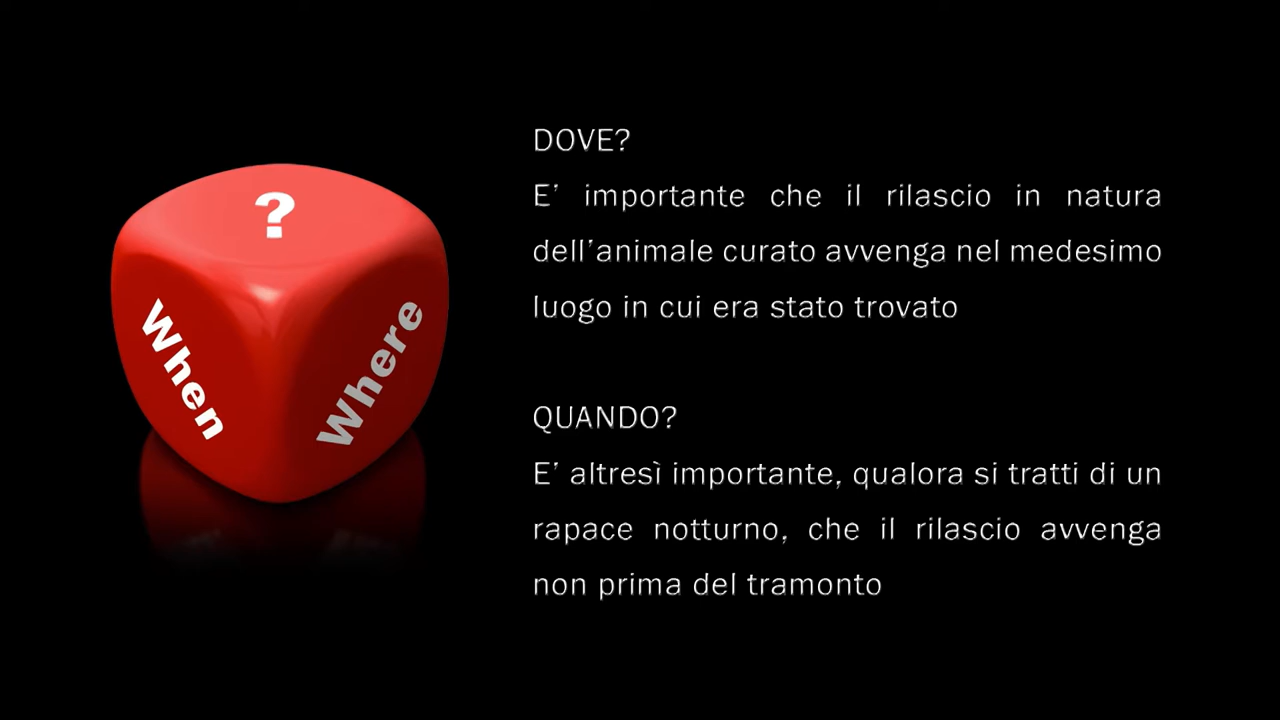 ?
When
Where
DOVE?
E’ importante che il rilascio in natura
dell’animale curato avvenga nel medesimo
luogo in cui era stato trovato
QUANDO?
E’ altresì importante, qualora si tratti di un
rapace notturno, che il rilascio avvenga
non prima del tramonto